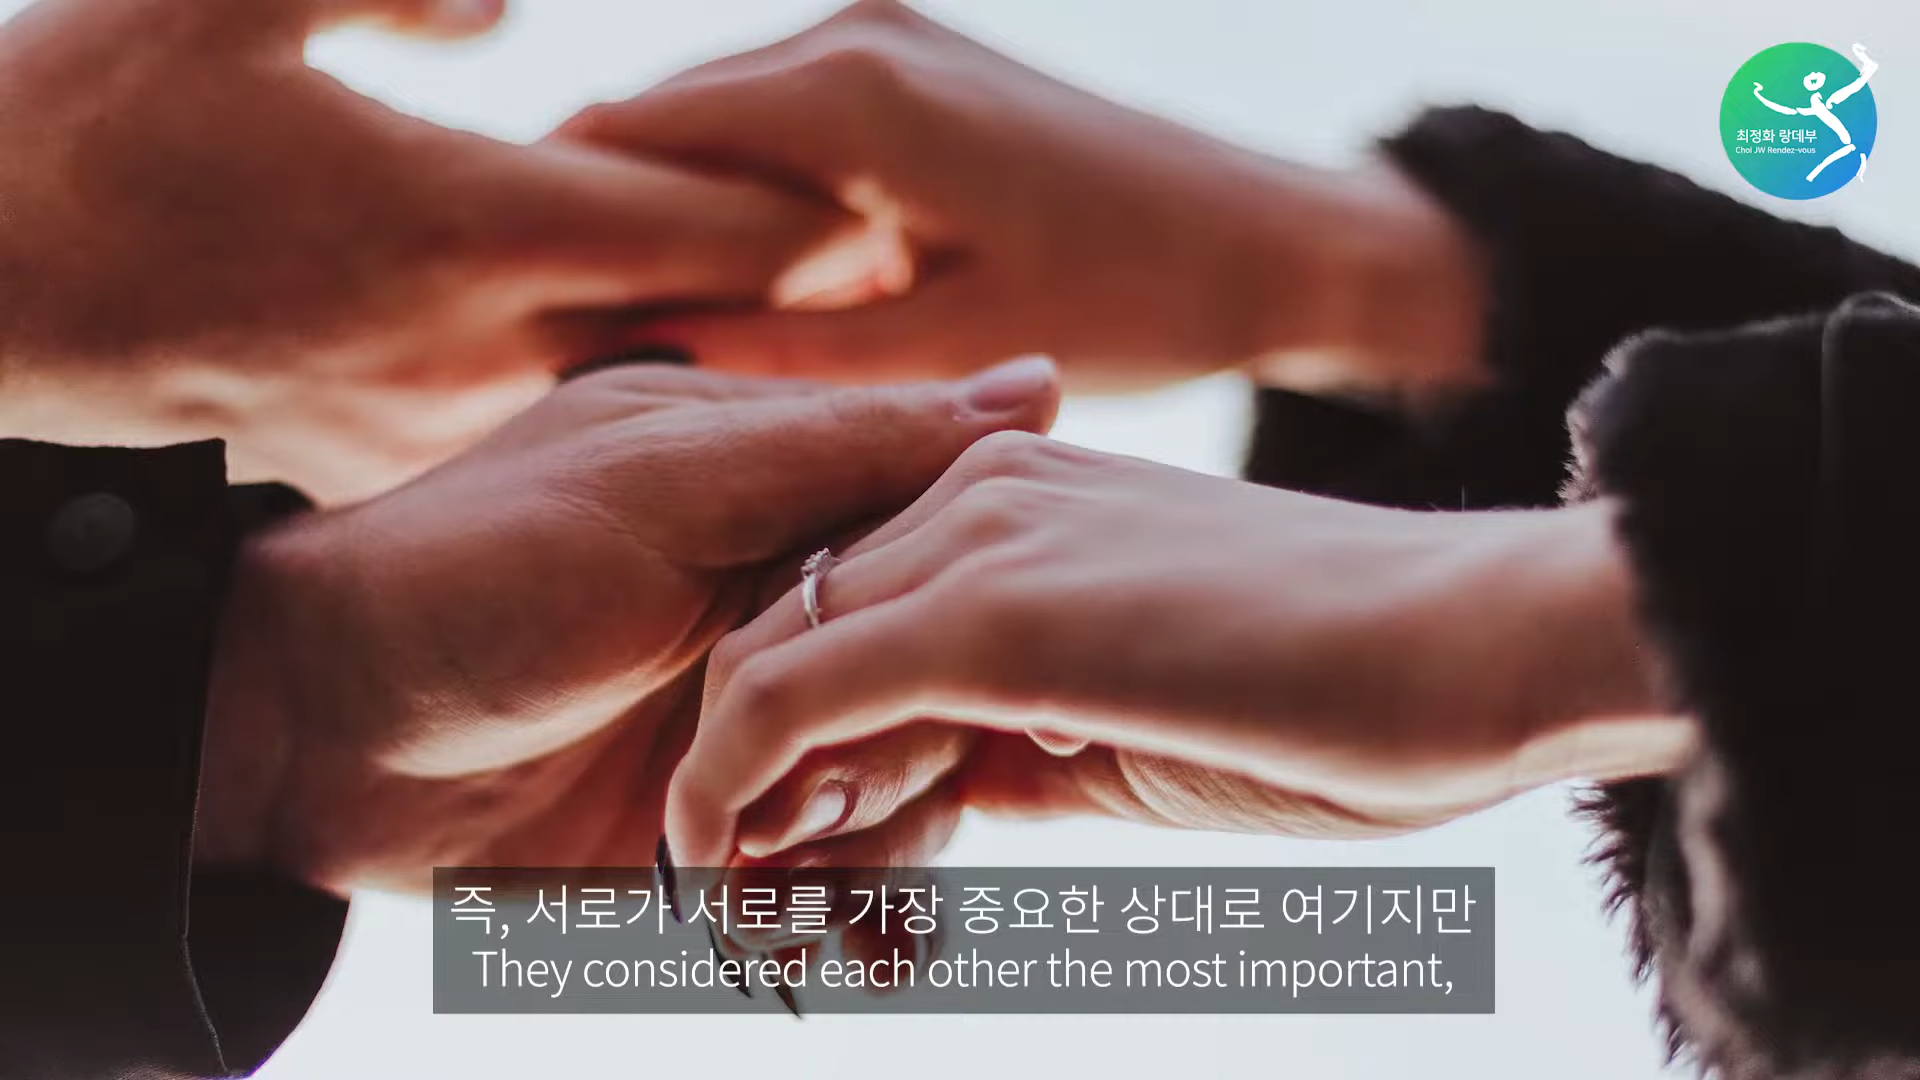 최정화 랑데부
Choi JW Rendez-vous
즉, 서로가 서로를 가장 중요한 상대로 여기지만
They considered each other the most important,